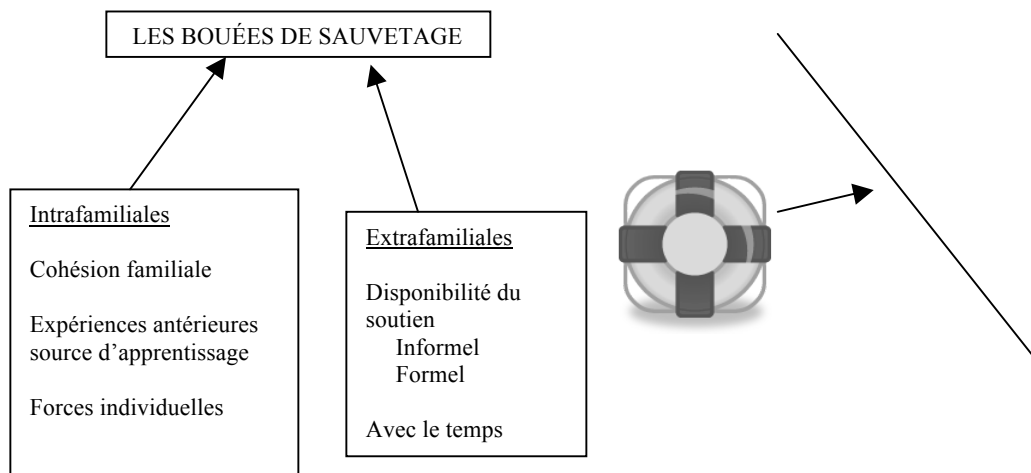 LES BOUÉES DE SAUVETAGE
Intrafamiliales
Cohésion familiale
Expériences antérieures
source d’apprentissage
Forces individuelles
Extrafamiliales
Disponibilité du
soutien
Informel
Formel
Avec le temps